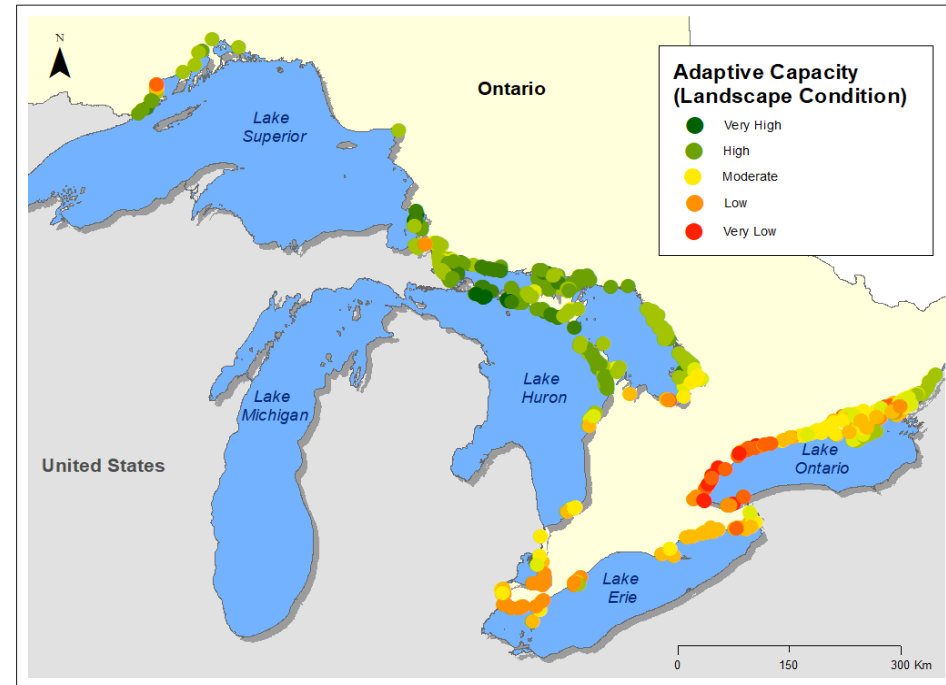 N
Ontario
Adaptive Capacity
(Landscape Condition)
Very High
High
Moderate
Low
Very Low
Lake
Superior
Lake
Huron
Lake
Michigan
United States
Lake
Ontario
Lake
Erie
0 150 300 Km